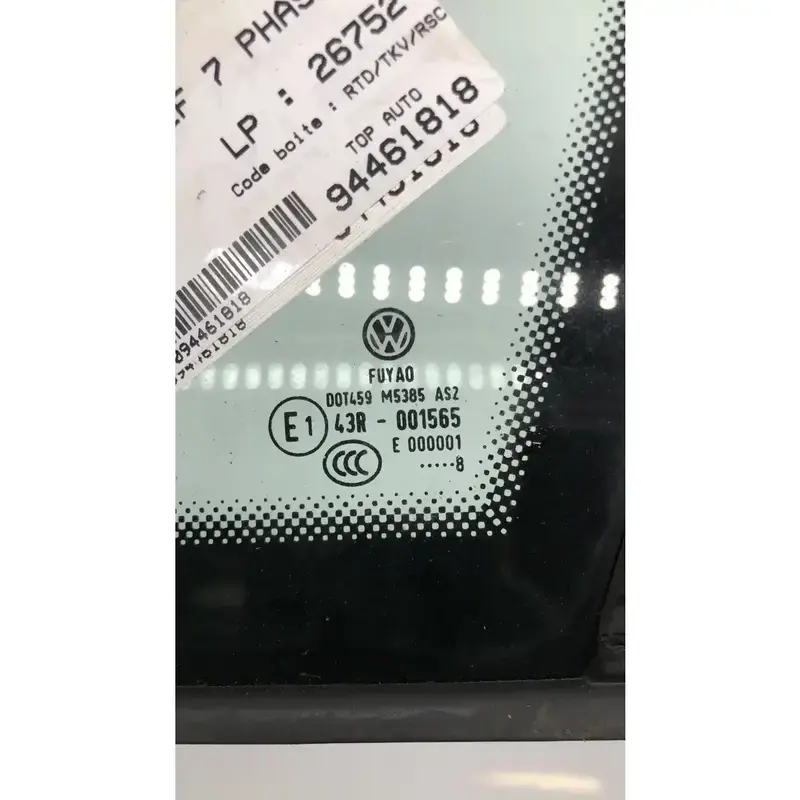 7 PHAS
LP : 26752
Code boite : RTD/TKV/RSC
TOP AUTO
94461818
94461818
VW
FUYAO
DOT459 M5385 AS2
E1 43R - 001565
E 000001
CCC
.....8